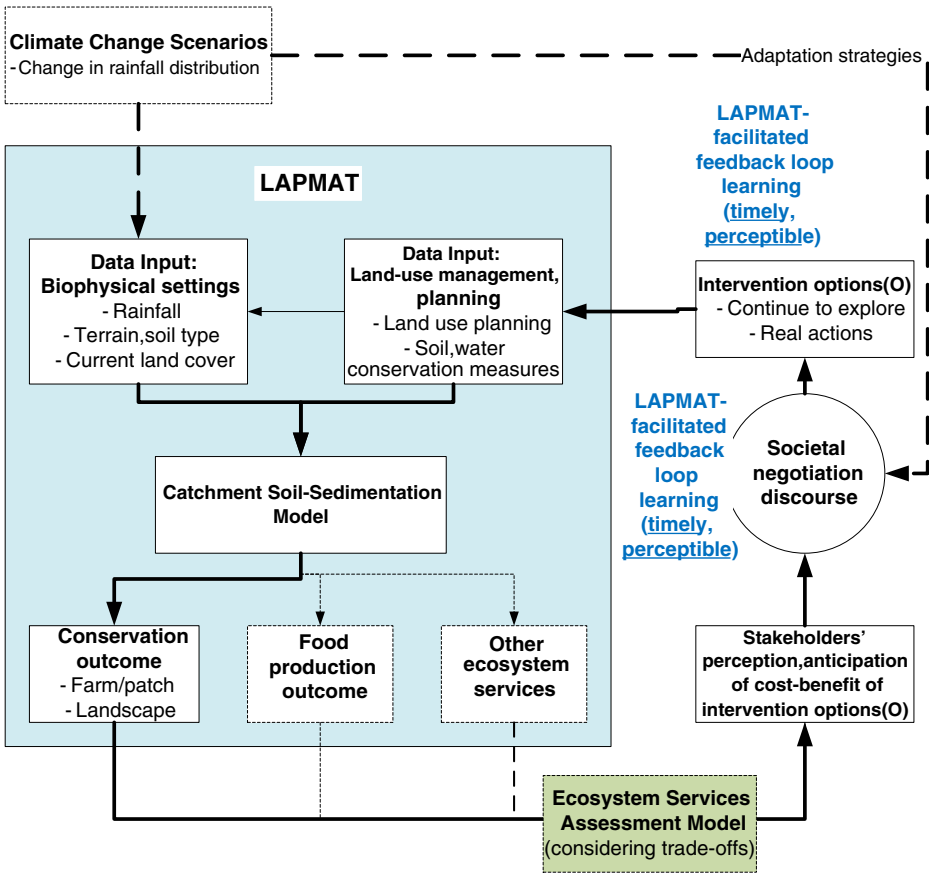 Climate Change Scenarios
- Change in rainfall distribution
Adaptation strategies
LAPMAT-
facilitated
feedback loop
learning
(timely,
perceptible)
LAPMAT
Data Input:
Biophysical settings
- Rainfall
- Terrain,soil type
- Current land cover
Data Input:
Land-use management,
planning
- Land use planning
- Soil,water
conservation measures
Intervention options(O)
- Continue to explore
- Real actions
LAPMAT-
facilitated
feedback
loop
learning
(timely,
perceptible)
Societal
negotiation
discourse
Catchment Soil-Sedimentation
Model
Conservation
outcome
- Farm/patch
- Landscape
Food
production
outcome
Other
ecosystem
services
Stakeholders’
perception,anticipation
of cost-benefit of
intervention options(O)
Ecosystem Services
Assessment Model
(considering trade-offs)